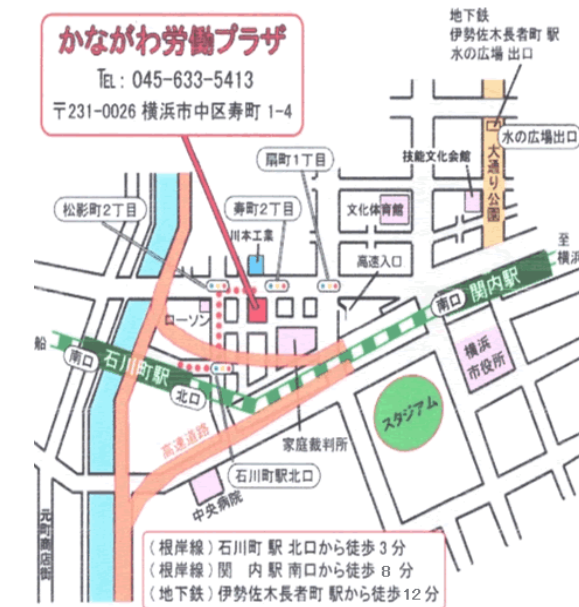 かながわ労働プラザ
TEL: 045-633-5413
〒231-0026 横浜市中区寿町 1-4
地下鉄
伊勢佐木長者町 駅
水の広場 出口
水の広場出口
大通り公園
技能文化会館
扇町1丁目
松影町2丁目
寿町2丁目
文化体育館
川本工業
高速入口
至
横浜
関内駅
南口
ローソン
船
南口
石川町駅
北口
横浜
市役所
スタジアム
家庭裁判所
高速道路
石川町駅北口
中央病院
元町商店街
(根岸線) 石川町 駅 北口から徒歩 3 分
(根岸線) 関 内 駅 南口から徒歩 8 分
(地下鉄) 伊勢佐木長者町 駅から徒歩12分